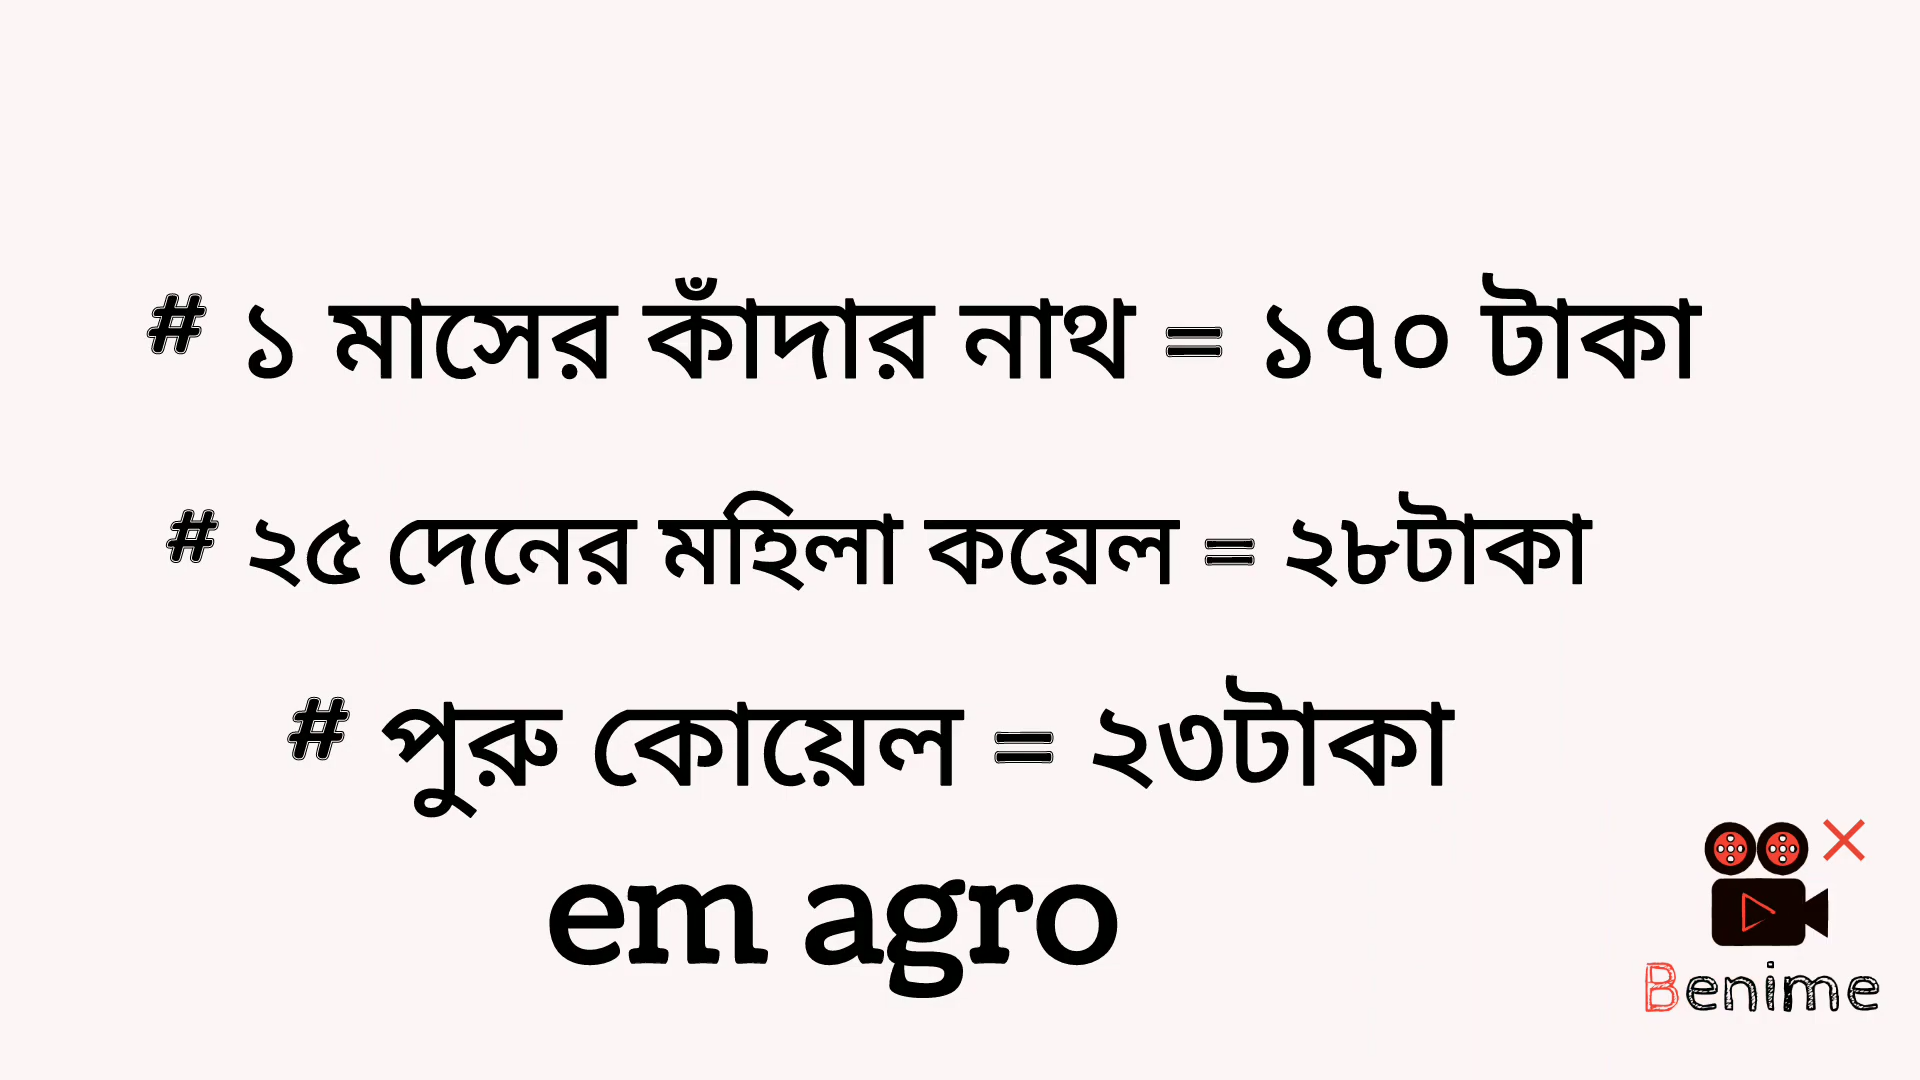 # ১ মাসের কাঁদার নাথ = ১৭০ টাকা
# ২৫ দেনের মহিলা কয়েল = ২৮টাকা
# পুরু কোয়েল = ২৩টাকা
em agro
Benime